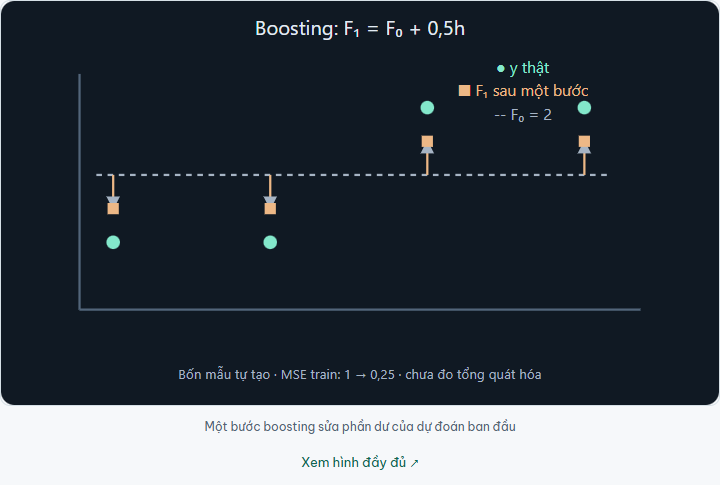 Boosting: F₁ = F₀ + 0,5h
● y thật
■ F₁ sau một bước
-- F₀ = 2
Bốn mẫu tự tạo · MSE train: 1 → 0,25 · chưa đo tổng quát hóa
Một bước boosting sửa phần dư của dự đoán ban đầu
Xem hình đầy đủ ↗